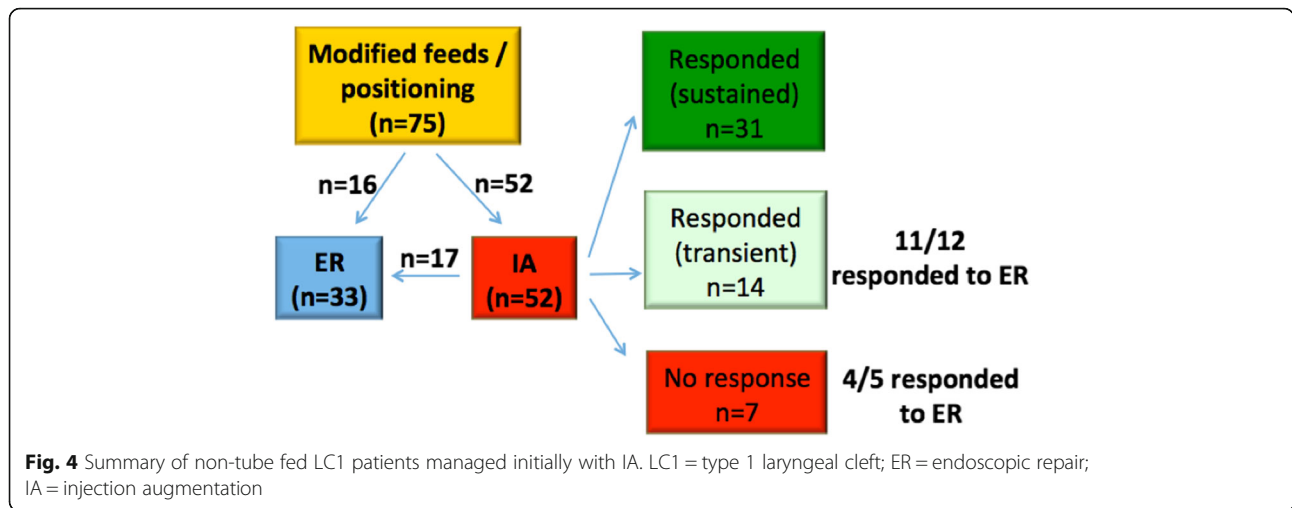 Modified feeds /
positioning
(n=75)
n=16
n=52
ER
(n=33)
n=17
IA
(n=52)
Responded
(sustained)
n=31
Responded
(transient)
n=14
11/12
responded to ER
No response
n=7
4/5 responded
to ER
Fig. 4 Summary of non-tube fed LC1 patients managed initially with IA. LC1 = type 1 laryngeal cleft; ER = endoscopic repair;
IA = injection augmentation